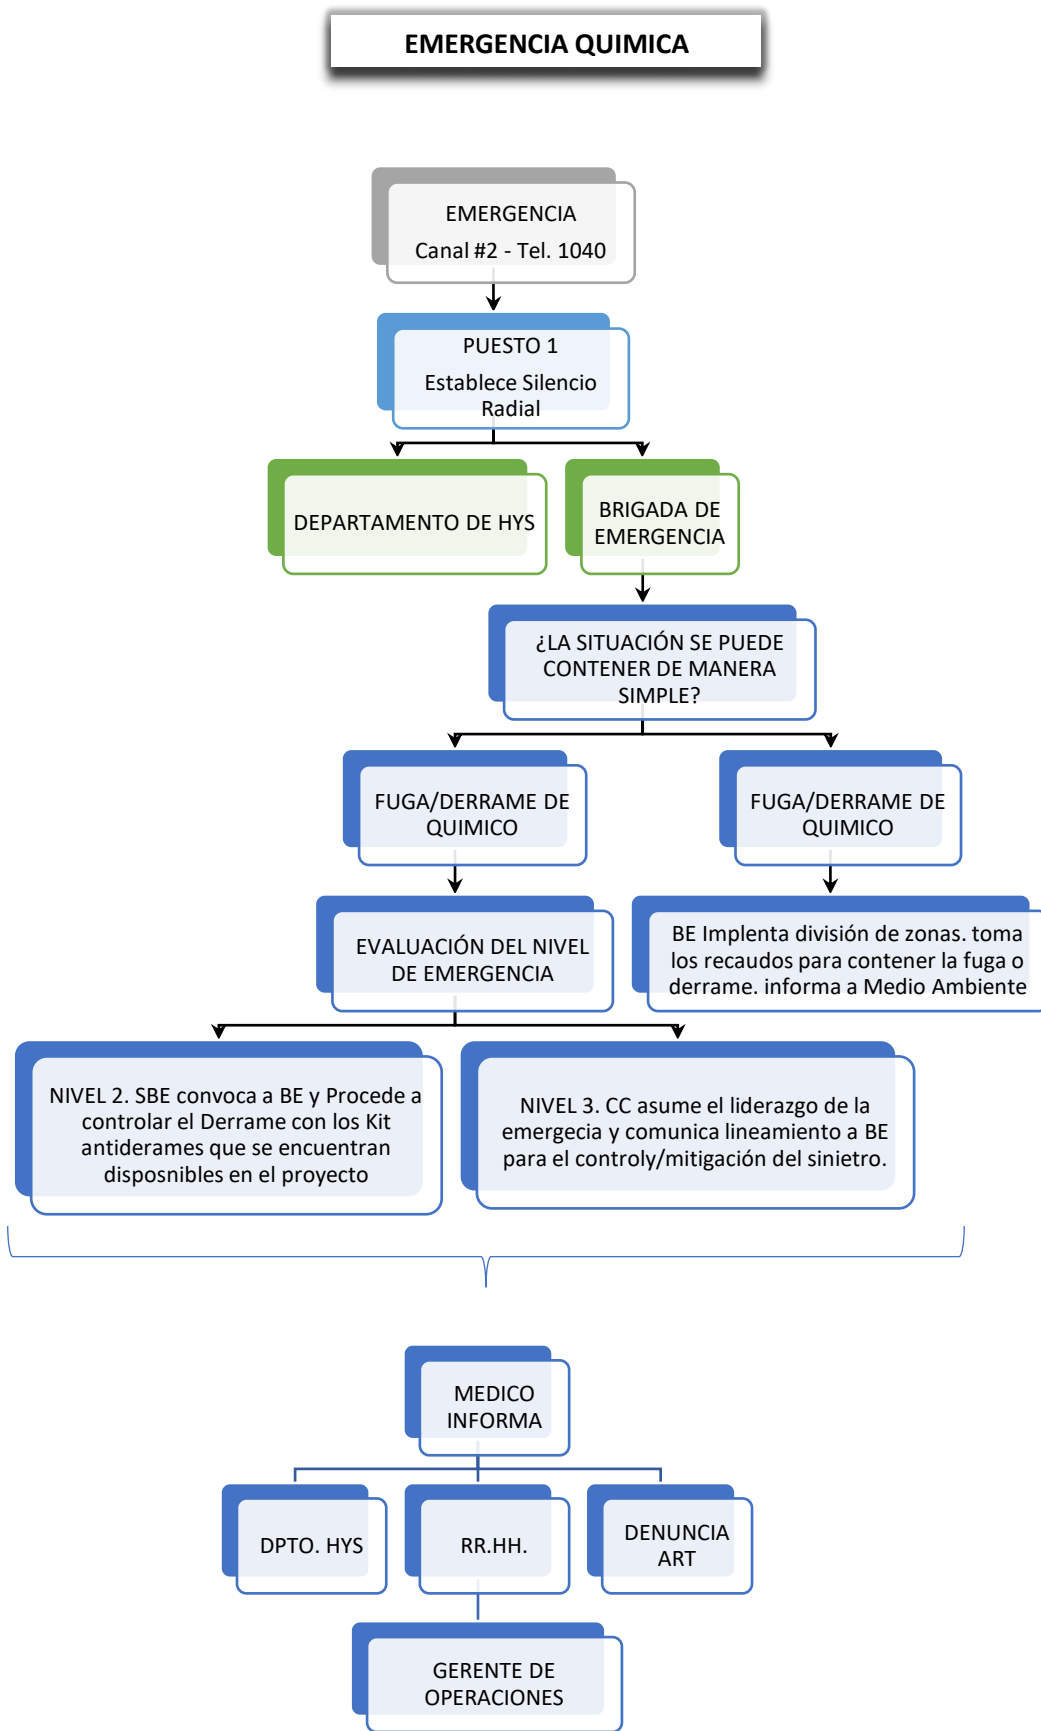 EMERGENCIA QUIMICA
EMERGENCIA
Canal #2 - Tel. 1040
PUESTO 1
Establece Silencio
Radial
DEPARTAMENTO DE HYS
BRIGADA DE
EMERGENCIA
¿LA SITUACIÓN SE PUEDE
CONTENER DE MANERA
SIMPLE?
FUGA/DERRAME DE
QUIMICO
FUGA/DERRAME DE
QUIMICO
EVALUACIÓN DEL NIVEL
DE EMERGENCIA
BE Implenta división de zonas. toma
los recaudos para contener la fuga o
derrame. informa a Medio Ambiente
NIVEL 2. SBE convoca a BE y Procede a
controlar el Derrame con los Kit
antiderames que se encuentran
disposnibles en el proyecto
NIVEL 3. CC asume el liderazgo de la
emergecia y comunica lineamiento a BE
para el controly/mitigación del sinietro.
MEDICO
INFORMA
DPTO. HYS
RR.HH.
DENUNCIA
ART
GERENTE DE
OPERACIONES